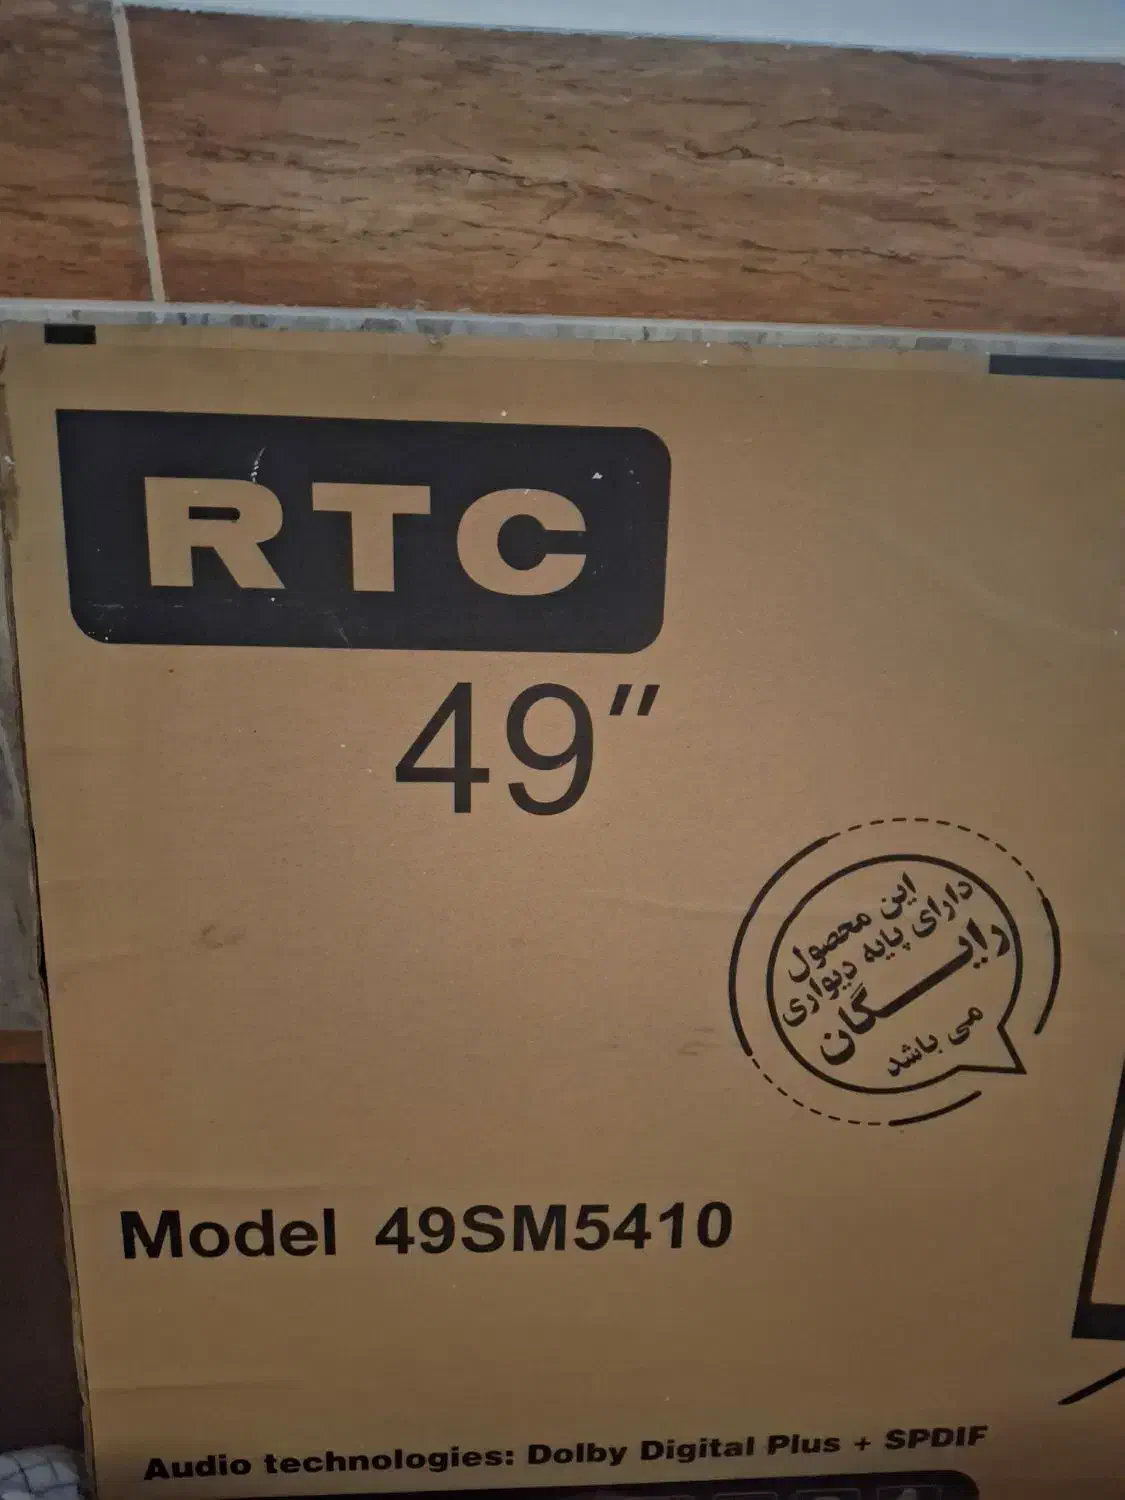 RTC
49"
این محصول
دارای پایه دیواری
رایگان
می باشد
Model 49SM5410
Audio technologies: Dolby Digital Plus + SPDIF